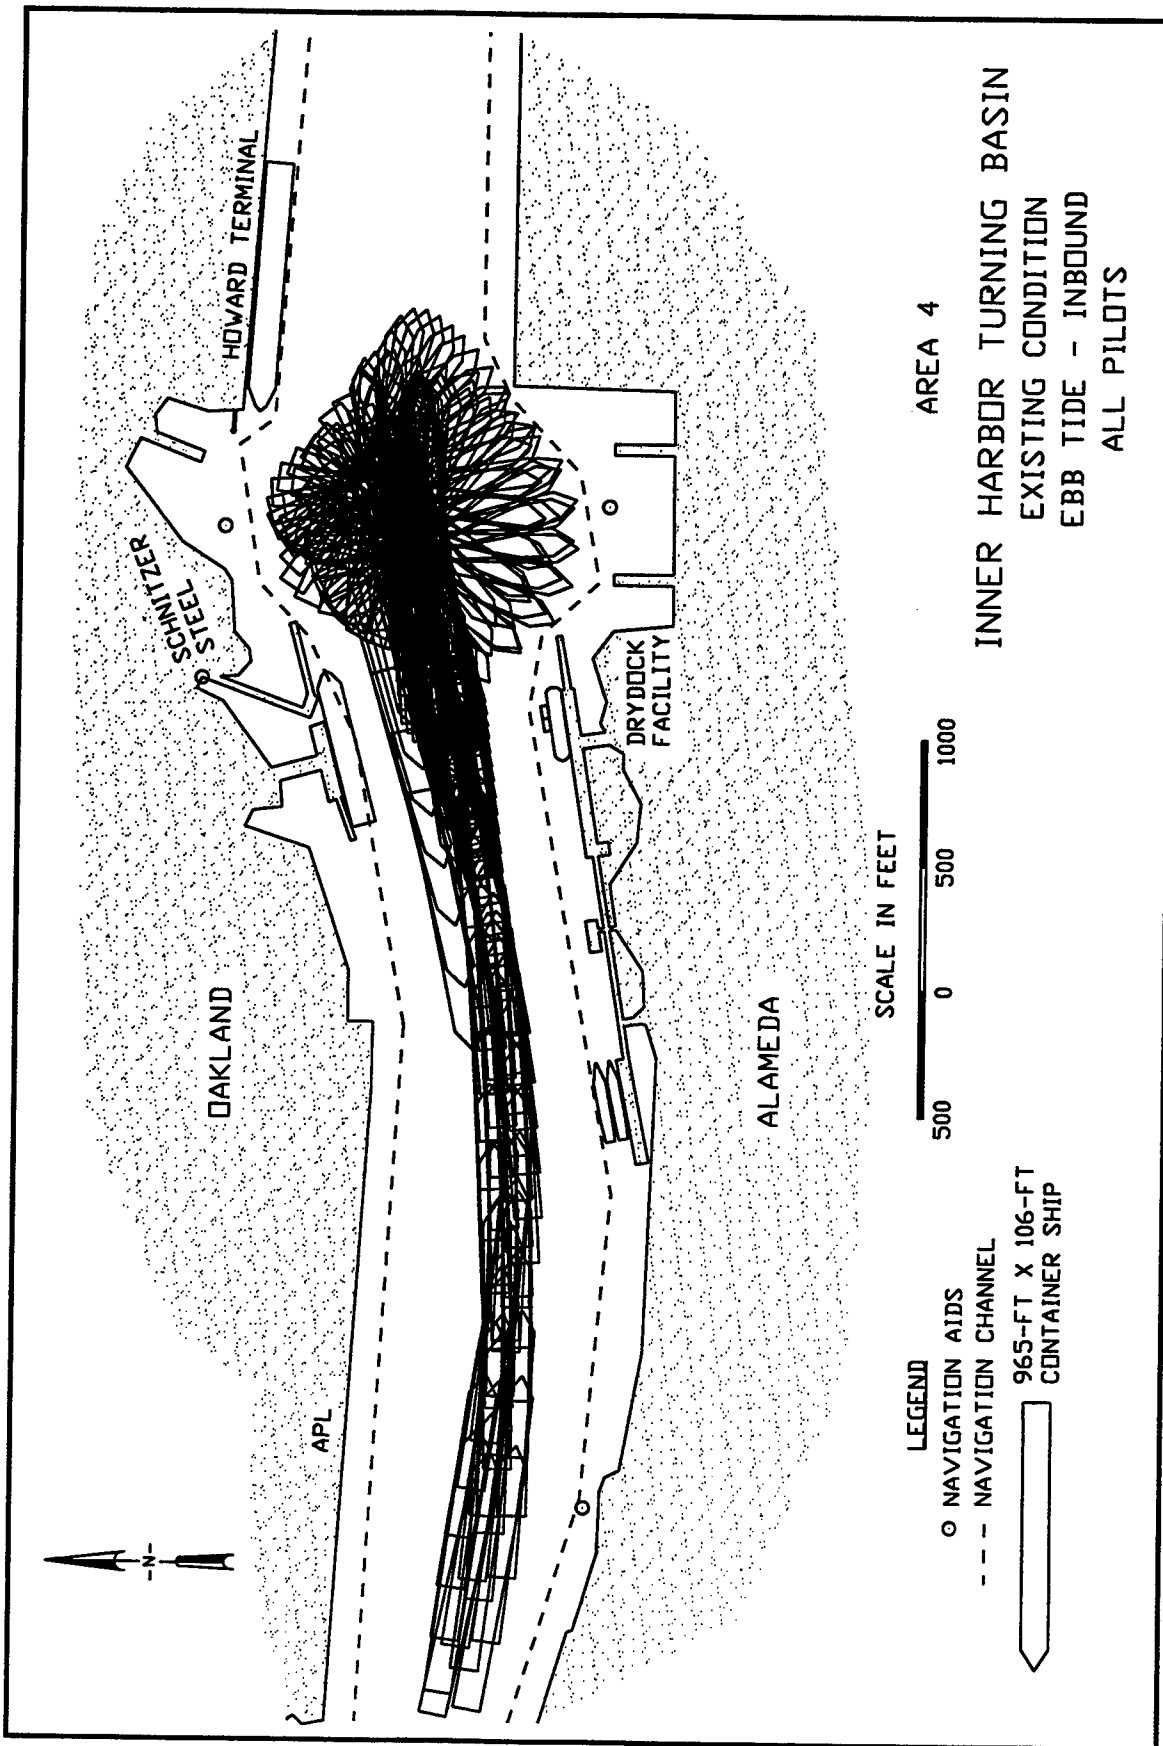 HOWARD TERMINAL
SCHNITZER
STEEL
OAKLAND
APL
-N-
DRYDOCK
FACILITY
ALAMEDA
SCALE IN FEET
500 0 500 1000
LEGEND
NAVIGATION AIDS
--- NAVIGATION CHANNEL
965-FT X 106-FT
CONTAINER SHIP
AREA 4
INNER HARBOR TURNING BASIN
EXISTING CONDITION
EBB TIDE - INBOUND
ALL PILOTS